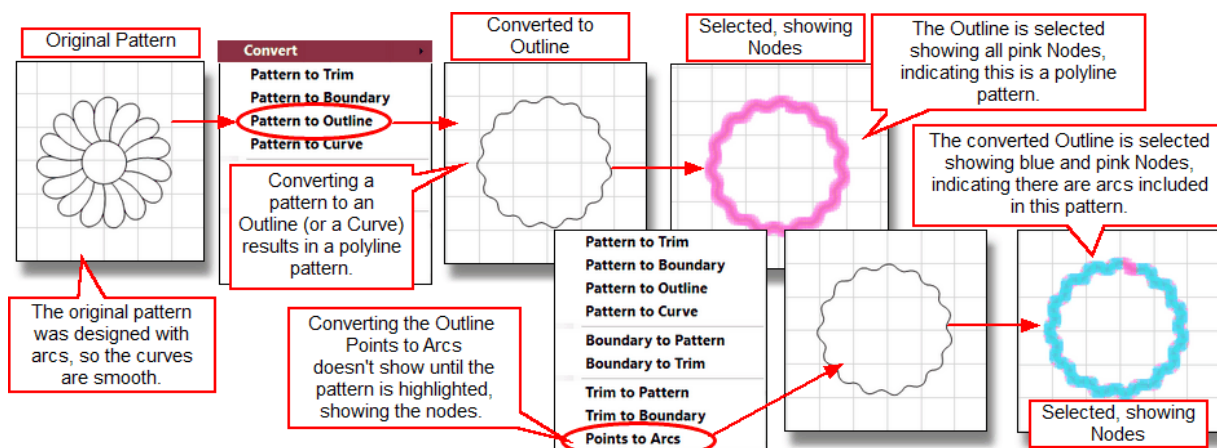 Original Pattern
Convert
Pattern to Trim
Pattern to Boundary
Pattern to Outline
Pattern to Curve
Converted to
Outline
Selected, showing
Nodes
The Outline is selected
showing all pink Nodes,
indicating this is a polyline
pattern.
The converted Outline is selected
showing blue and pink Nodes,
indicating there are arcs included
in this pattern.
Converting a
pattern to an
Outline (or a Curve)
results in a polyline
pattern.
The original pattern
was designed with
arcs, so the curves
are smooth.
Converting the Outline
Points to Arcs
doesn't show until the
pattern is highlighted,
showing the nodes.
Pattern to Trim
Pattern to Boundary
Pattern to Outline
Pattern to Curve
Boundary to Pattern
Boundary to Trim
Trim to Pattern
Trim to Boundary
Points to Arcs
Selected, showing
Nodes